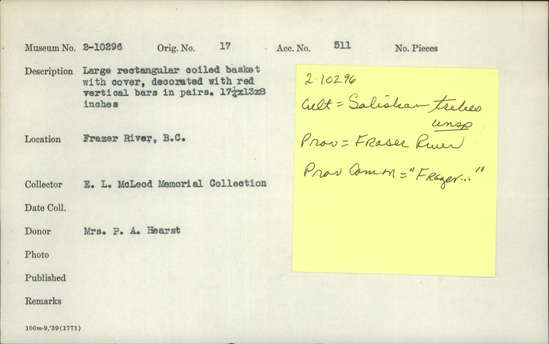 Museum No. 2-10296 Orig. No. 17 Acc. No. 511 No. Pieces
Description Large rectangular coiled basket
with cover, decorated with red
vertical bars in pairs. 17¼x13x8
inches
Location Frazer River, B.C.
Collector E. L. McLeod Memorial Collection
Date Coll.
Donor Mrs. P. A. Hearst
Photo
Published
Remarks
100m-9,'39(1771)
2-10296
Cult = Salishan tribes
unsp
Prov = Fraser River
Prov Comm = "Frazer..."